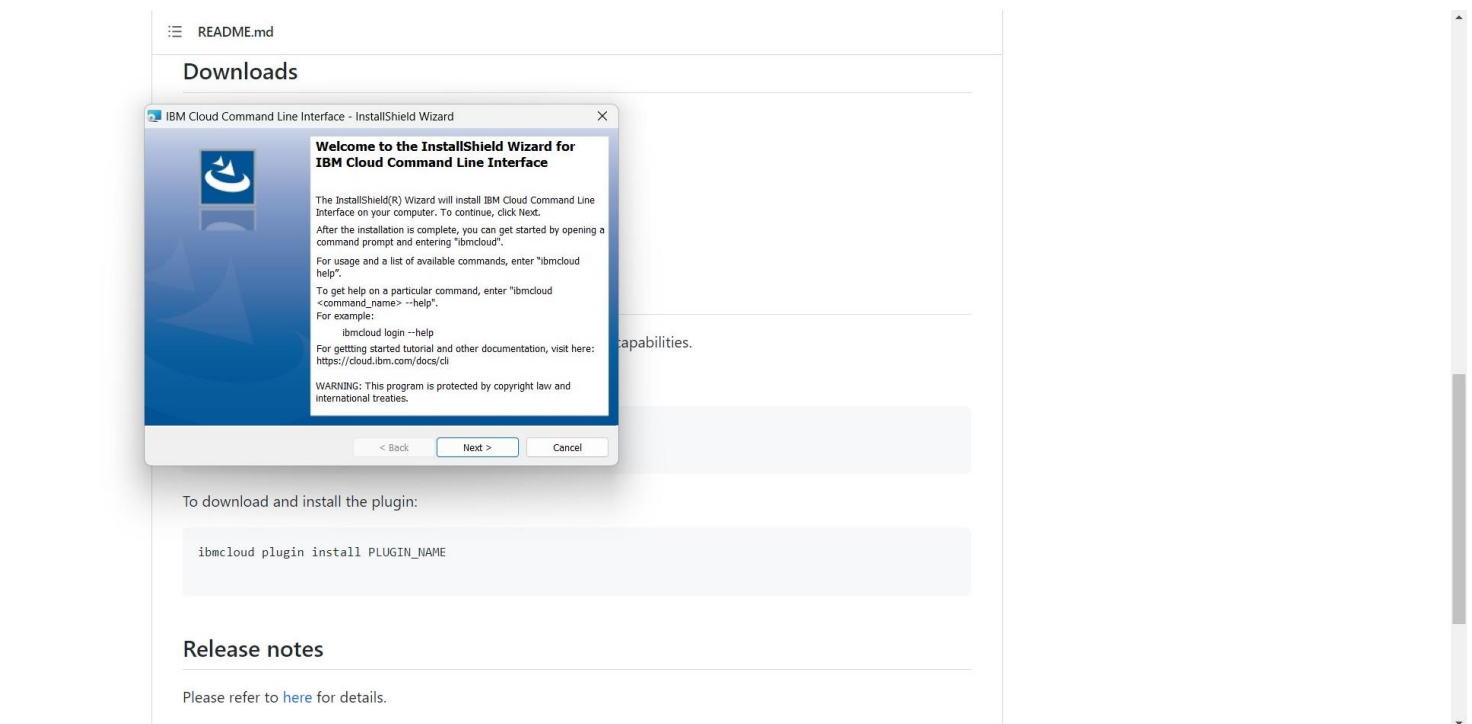 README.md
Downloads
IBM Cloud Command Line Interface - InstallShield Wizard
Welcome to the InstallShield Wizard for
IBM Cloud Command Line Interface
The InstallShield(R) Wizard will install IBM Cloud Command Line
Interface on your computer. To continue, click Next.
After the installation is complete, you can get started by opening a
command prompt and entering "ibmcloud".
For usage and a list of available commands, enter "ibmcloud
help".
To get help on a particular command, enter "ibmcloud
<command_name> --help".
For example:
ibmcloud login --help
For gettting started tutorial and other documentation, visit here:
https://cloud.ibm.com/docs/cli
WARNING: This program is protected by copyright law and
international treaties.
capabilities.
< Back Next > Cancel
To download and install the plugin:
ibmcloud plugin install PLUGIN_NAME
Release notes
Please refer to here for details.